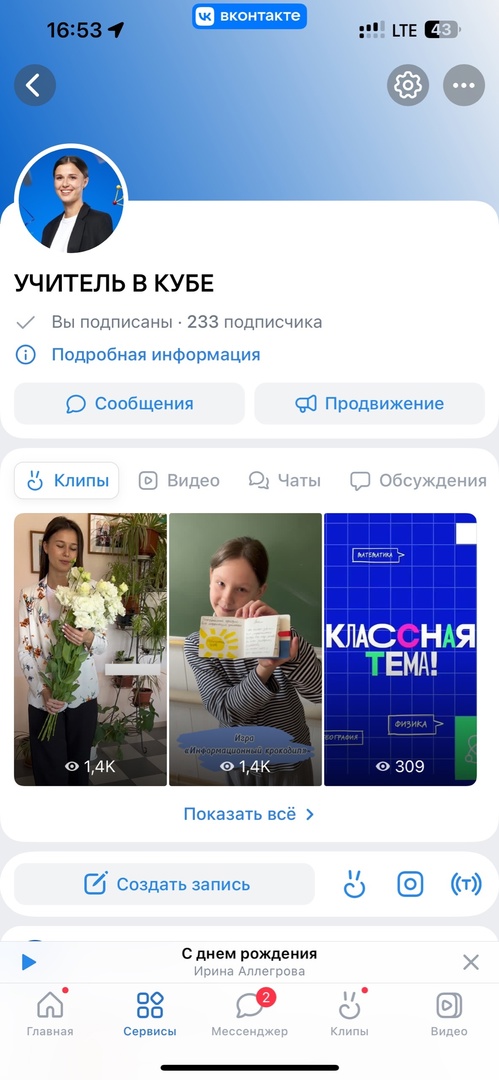 вконтакте
16:53
LTE
43
УЧИТЕЛЬ В КУБЕ
Вы подписаны · 233 подписчика
Подробная информация
Сообщения
Продвижение
Клипы
Видео
Чаты
Обсуждения
МАТЕМАТИКА
КЛАССНАЯ
ТЕМА!
Игра
«Информационный крокодил»
ФИЗИКА
ГЕОГРАФИЯ
1,4K
1,4K
309
Показать всё
Создать запись
С днем рождения
Ирина Аллегрова
2
Главная
Сервисы
Мессенджер
Клипы
Видео